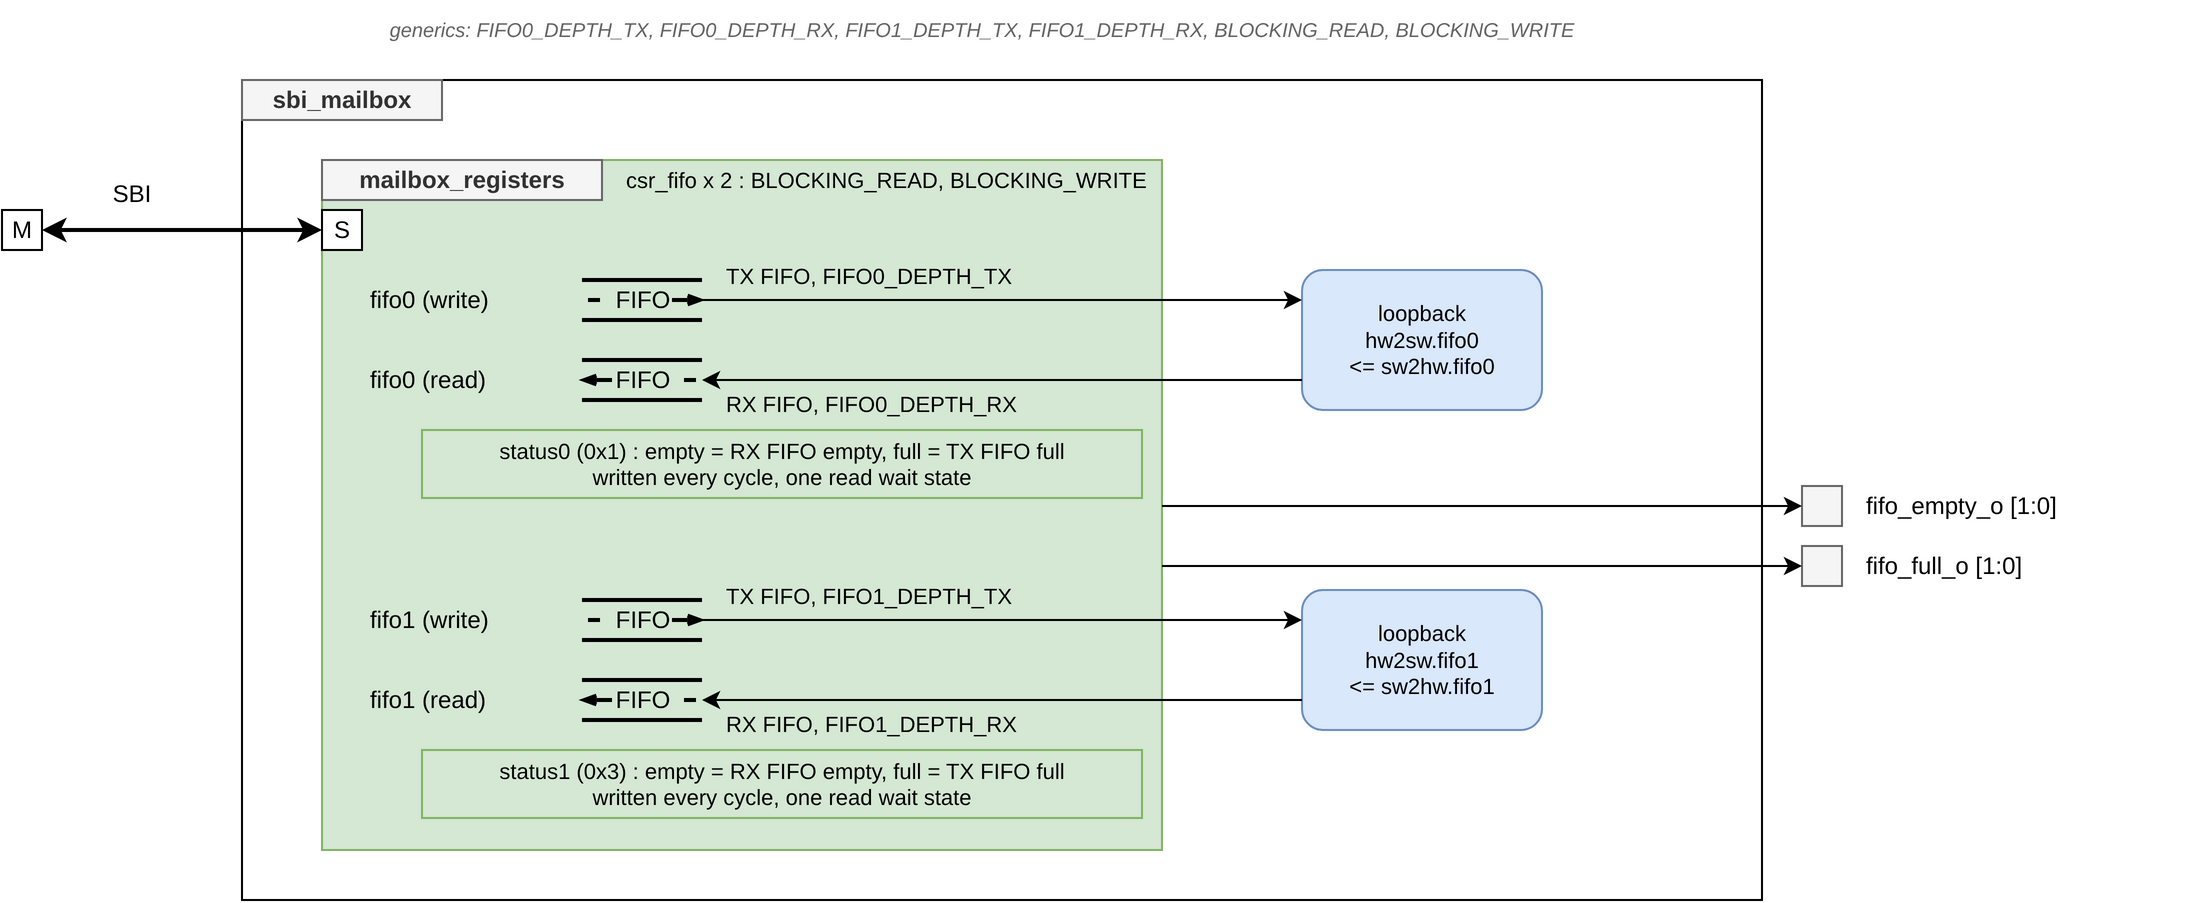 generics: FIFO0_DEPTH_TX, FIFO0_DEPTH_RX, FIFO1_DEPTH_TX, FIFO1_DEPTH_RX, BLOCKING_READ, BLOCKING_WRITE
sbi_mailbox
mailbox_registers
csr_fifo x 2 : BLOCKING_READ, BLOCKING_WRITE
SBI
M
S
TX FIFO, FIFO0_DEPTH_TX
fifo0 (write)
FIFO
loopback
hw2sw.fifo0
<= sw2hw.fifo0
fifo0 (read)
FIFO
RX FIFO, FIFO0_DEPTH_RX
status0 (0x1) : empty = RX FIFO empty, full = TX FIFO full
written every cycle, one read wait state
fifo_empty_o [1:0]
fifo_full_o [1:0]
TX FIFO, FIFO1_DEPTH_TX
fifo1 (write)
FIFO
loopback
hw2sw.fifo1
<= sw2hw.fifo1
fifo1 (read)
FIFO
RX FIFO, FIFO1_DEPTH_RX
status1 (0x3) : empty = RX FIFO empty, full = TX FIFO full
written every cycle, one read wait state